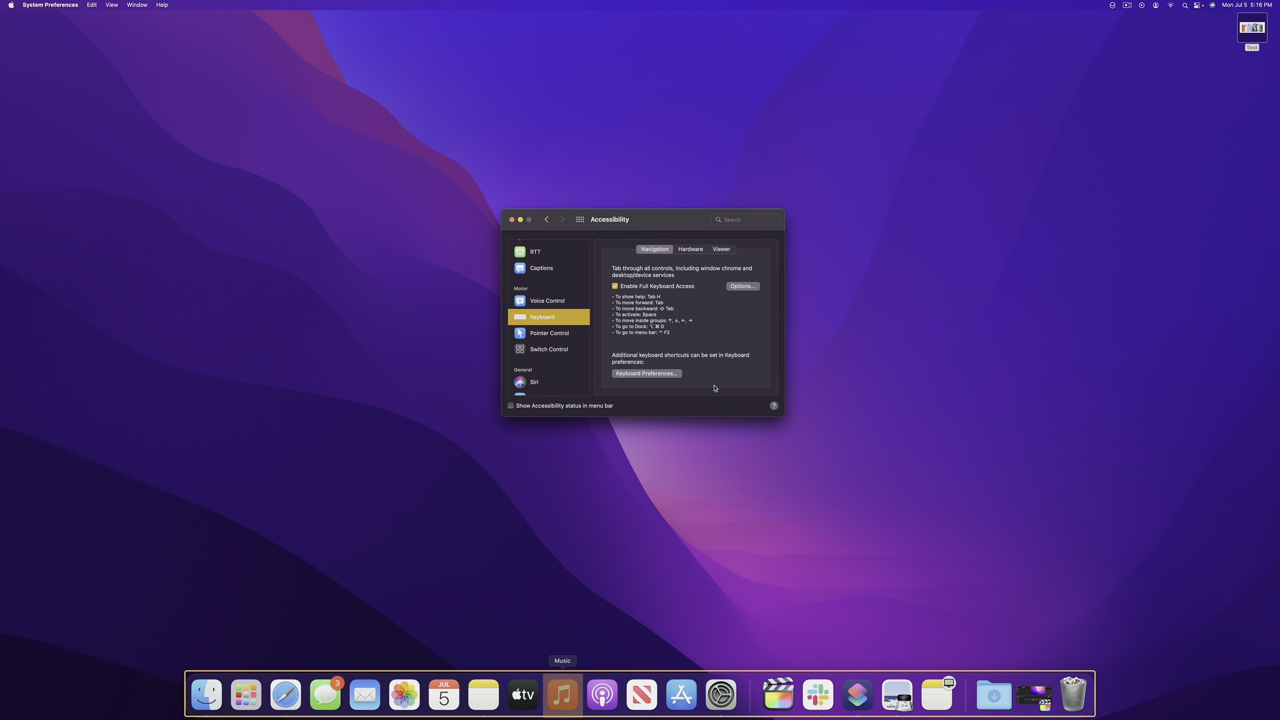 System Preferences Edit View Window Help
Mon Jul 5 5:16 PM
Test
Accessibility
Search
RTT
Captions
Motor
Voice Control
Keyboard
Pointer Control
Switch Control
General
Siri
Navigation Hardware Viewer
Tab through all controls, including window chrome and
desktop/device services
Enable Full Keyboard Access
Options...
- To show help: Tab H
- To move forward: Tab
- To move backward: ⇧ Tab
- To activate: Space
- To move inside groups: ↑, ↓, ←, →
- To go to Dock: ⌥ ⌘ D
- To go to menu bar: ^ F2
Additional keyboard shortcuts can be set in Keyboard
preferences:
Keyboard Preferences...
Show Accessibility status in menu bar
?
Music
3
JUL
5
tv